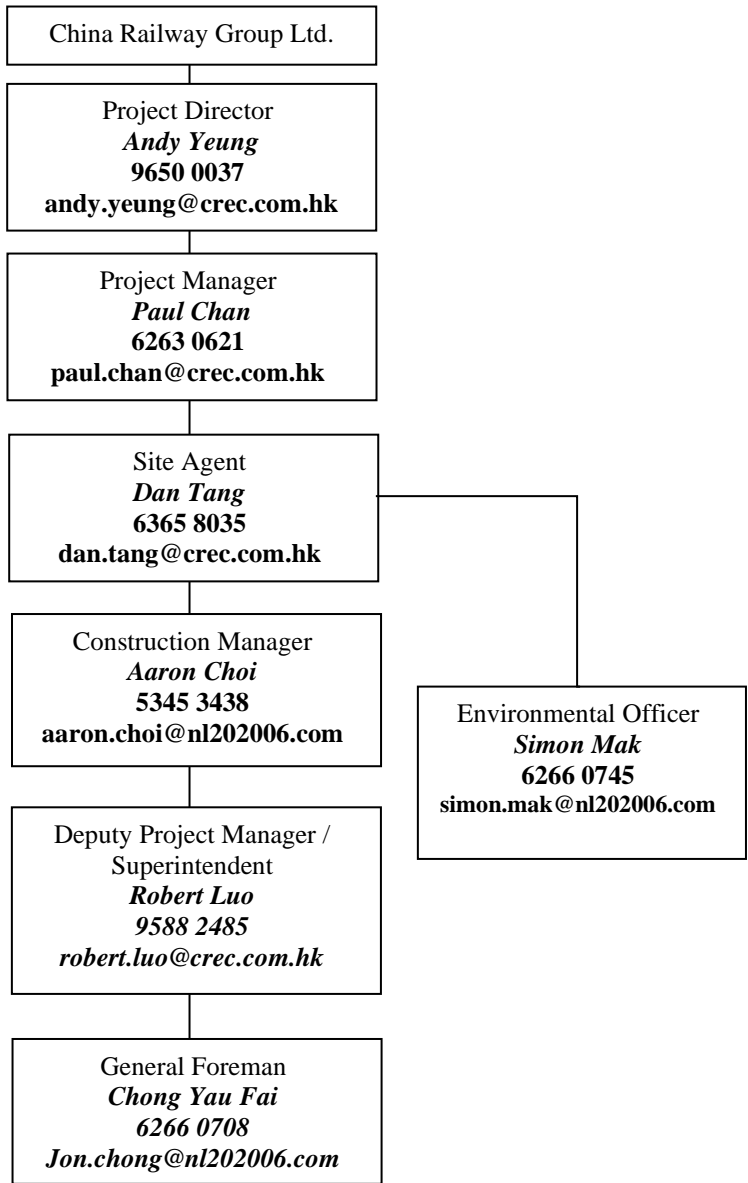 China Railway Group Ltd.
Project Director
Andy Yeung
9650 0037
andy.yeung@crec.com.hk
Project Manager
Paul Chan
6263 0621
paul.chan@crec.com.hk
Site Agent
Dan Tang
6365 8035
dan.tang@crec.com.hk
Construction Manager
Aaron Choi
5345 3438
aaron.choi@nl202006.com
Environmental Officer
Simon Mak
6266 0745
simon.mak@nl202006.com
Deputy Project Manager /
Superintendent
Robert Luo
9588 2485
robert.luo@crec.com.hk
General Foreman
Chong Yau Fai
6266 0708
Jon.chong@nl202006.com